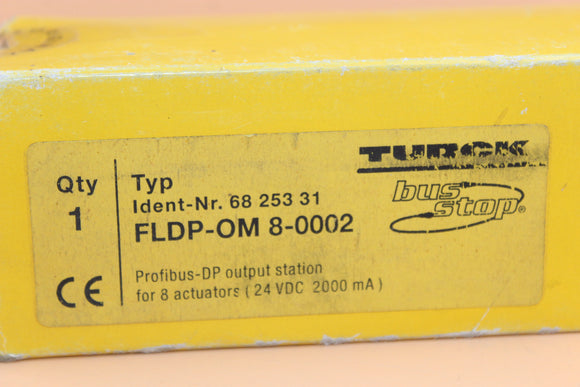 Qty
1
Typ
Ident-Nr. 68 253 31
FLDP-OM 8-0002
Profibus-DP output station
for 8 actuators ( 24 VDC 2000 mA )
TURCK
bus
stop®
CE